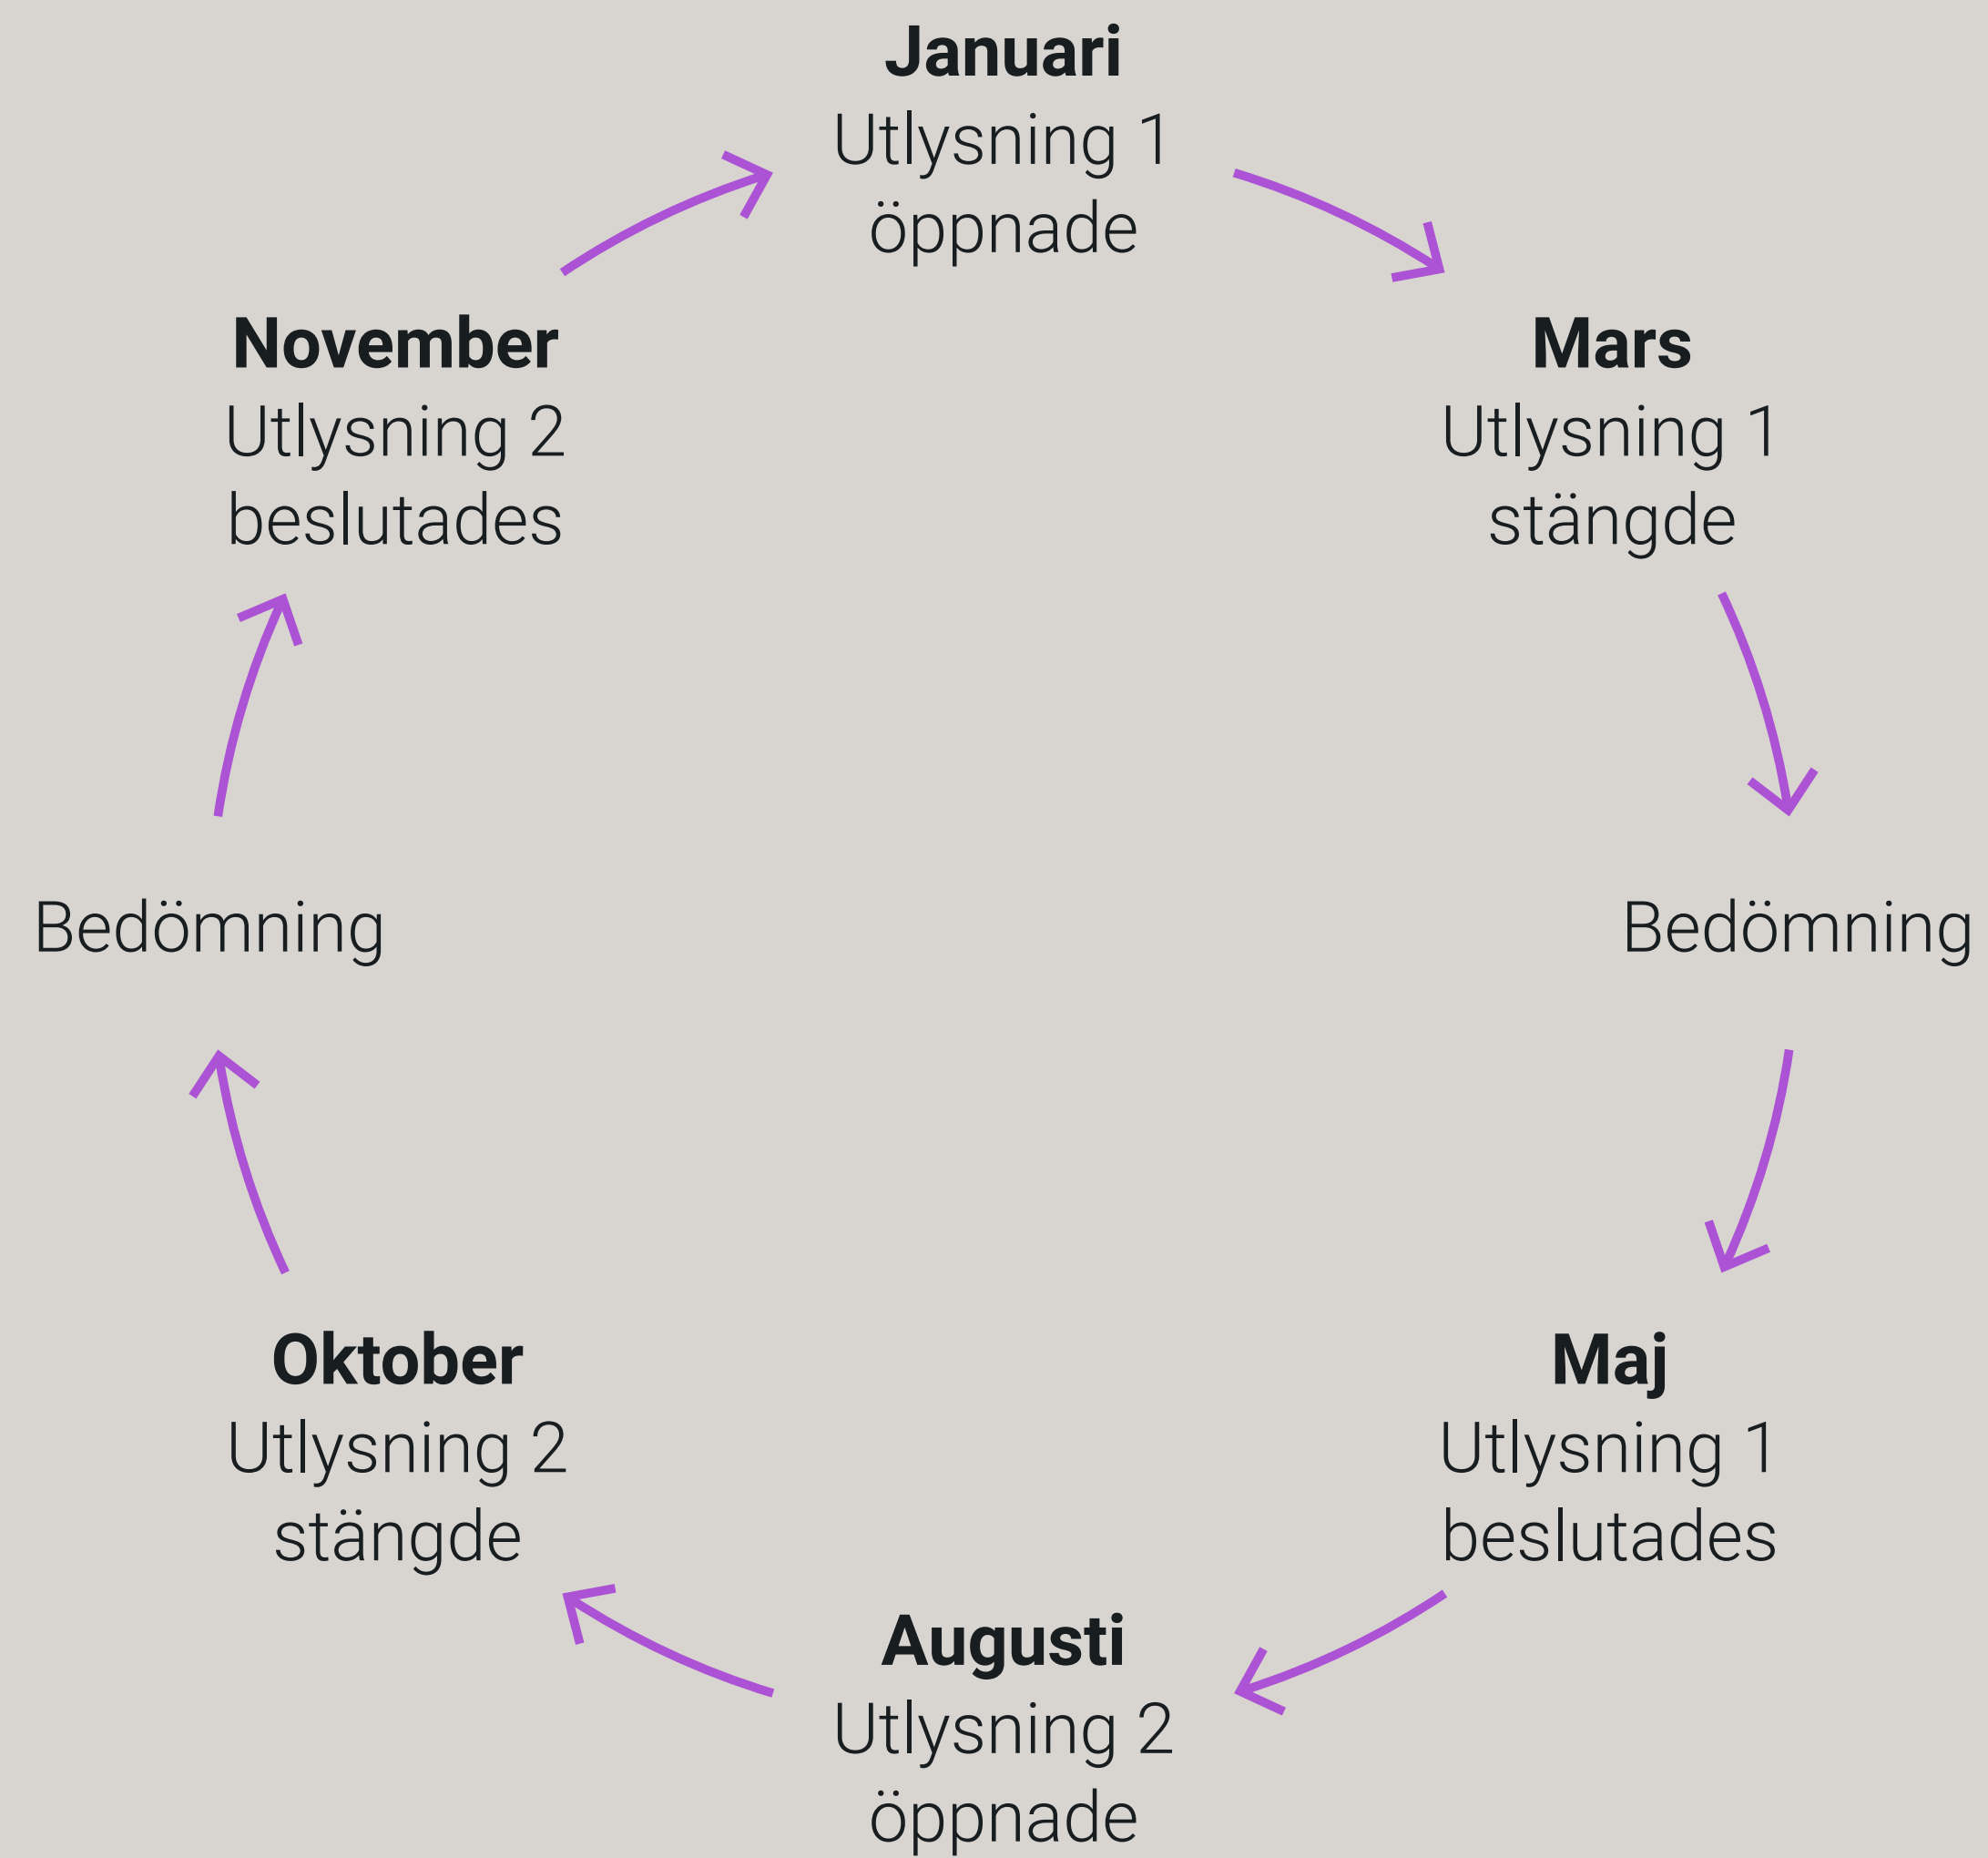 Januari
Utlysning 1
öppnade
Mars
Utlysning 1
stängde
Bedömning
Maj
Utlysning 1
beslutades
Augusti
Utlysning 2
öppnade
Oktober
Utlysning 2
stängde
Bedömning
November
Utlysning 2
beslutades